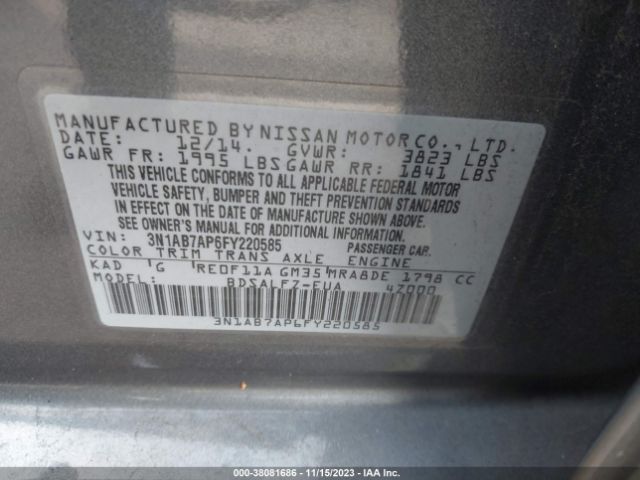 MANUFACTURED BY NISSAN MOTOR CO., LTD.
DATE: 12/14. GVWR: 3823 LBS
GAWR FR: 1995 LBS GAWR RR: 1841 LBS
THIS VEHICLE CONFORMS TO ALL APPLICABLE FEDERAL MOTOR
VEHICLE SAFETY, BUMPER AND THEFT PREVENTION STANDARDS
IN EFFECT ON THE DATE OF MANUFACTURE SHOWN ABOVE.
SEE OWNER'S MANUAL FOR ADDITIONAL INFORMATION.
VIN: 3N1AB7AP6FY220585 PASSENGER CAR.
COLOR TRIM TRANS AXLE ENGINE
KAD G RE0F11A GM35 MRA8DE 1798 CC
MODEL: BDSALFZ-EUA 4Z000
3N1AB7AP6FY220585
000-38081686 - 11/15/2023 - IAA Inc.